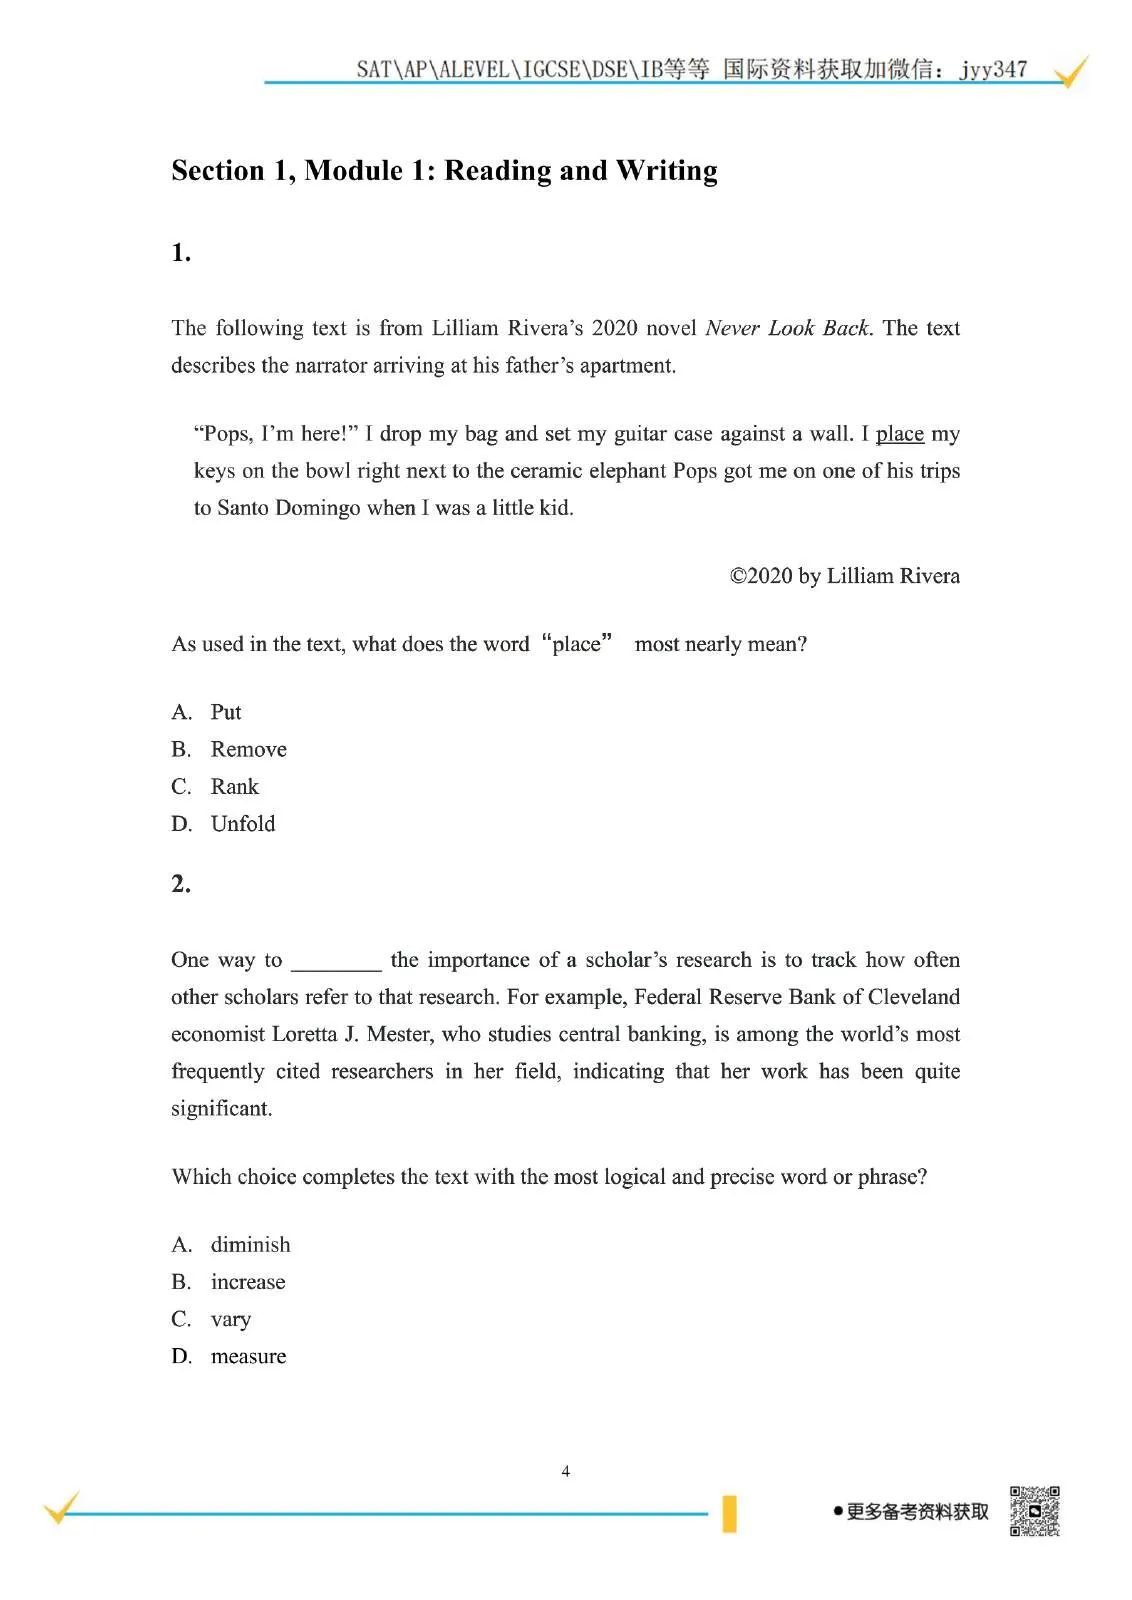 SAT\AP\ALEVEL\IGCSE\DSE\IB等等 国际资料获取加微信：jyy347
Section 1, Module 1: Reading and Writing
1.
The following text is from Lilliam Rivera’s 2020 novel Never Look Back. The text
describes the narrator arriving at his father’s apartment.
“Pops, I’m here!” I drop my bag and set my guitar case against a wall. I place my
keys on the bowl right next to the ceramic elephant Pops got me on one of his trips
to Santo Domingo when I was a little kid.
©2020 by Lilliam Rivera
As used in the text, what does the word “place” most nearly mean?
A. Put
B. Remove
C. Rank
D. Unfold
2.
One way to ________ the importance of a scholar’s research is to track how often
other scholars refer to that research. For example, Federal Reserve Bank of Cleveland
economist Loretta J. Mester, who studies central banking, is among the world’s most
frequently cited researchers in her field, indicating that her work has been quite
significant.
Which choice completes the text with the most logical and precise word or phrase?
A. diminish
B. increase
C. vary
D. measure
4
●更多备考资料获取